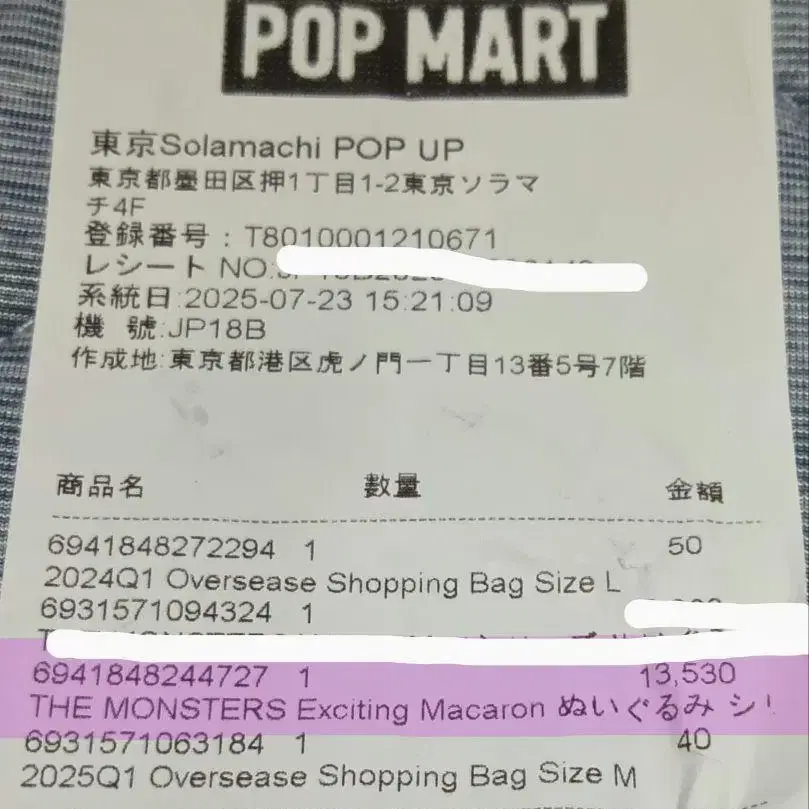 POP MART
東京Solamachi POP UP
東京都墨田区押1丁目1-2東京ソラマ
チ4F
登録番号 : T8010001210671
レシート NO:
系統日:2025-07-23 15:21:09
機 號:JP18B
作成地:東京都港区虎ノ門一丁目13番5号7階
商品名 数量 金額
6941848272294 1 50
2024Q1 Oversease Shopping Bag Size L
6931571094324 1
6941848244727 1 13,530
THE MONSTERS Exciting Macaron ぬいぐるみ シ
6931571063184 1 40
2025Q1 Oversease Shopping Bag Size M